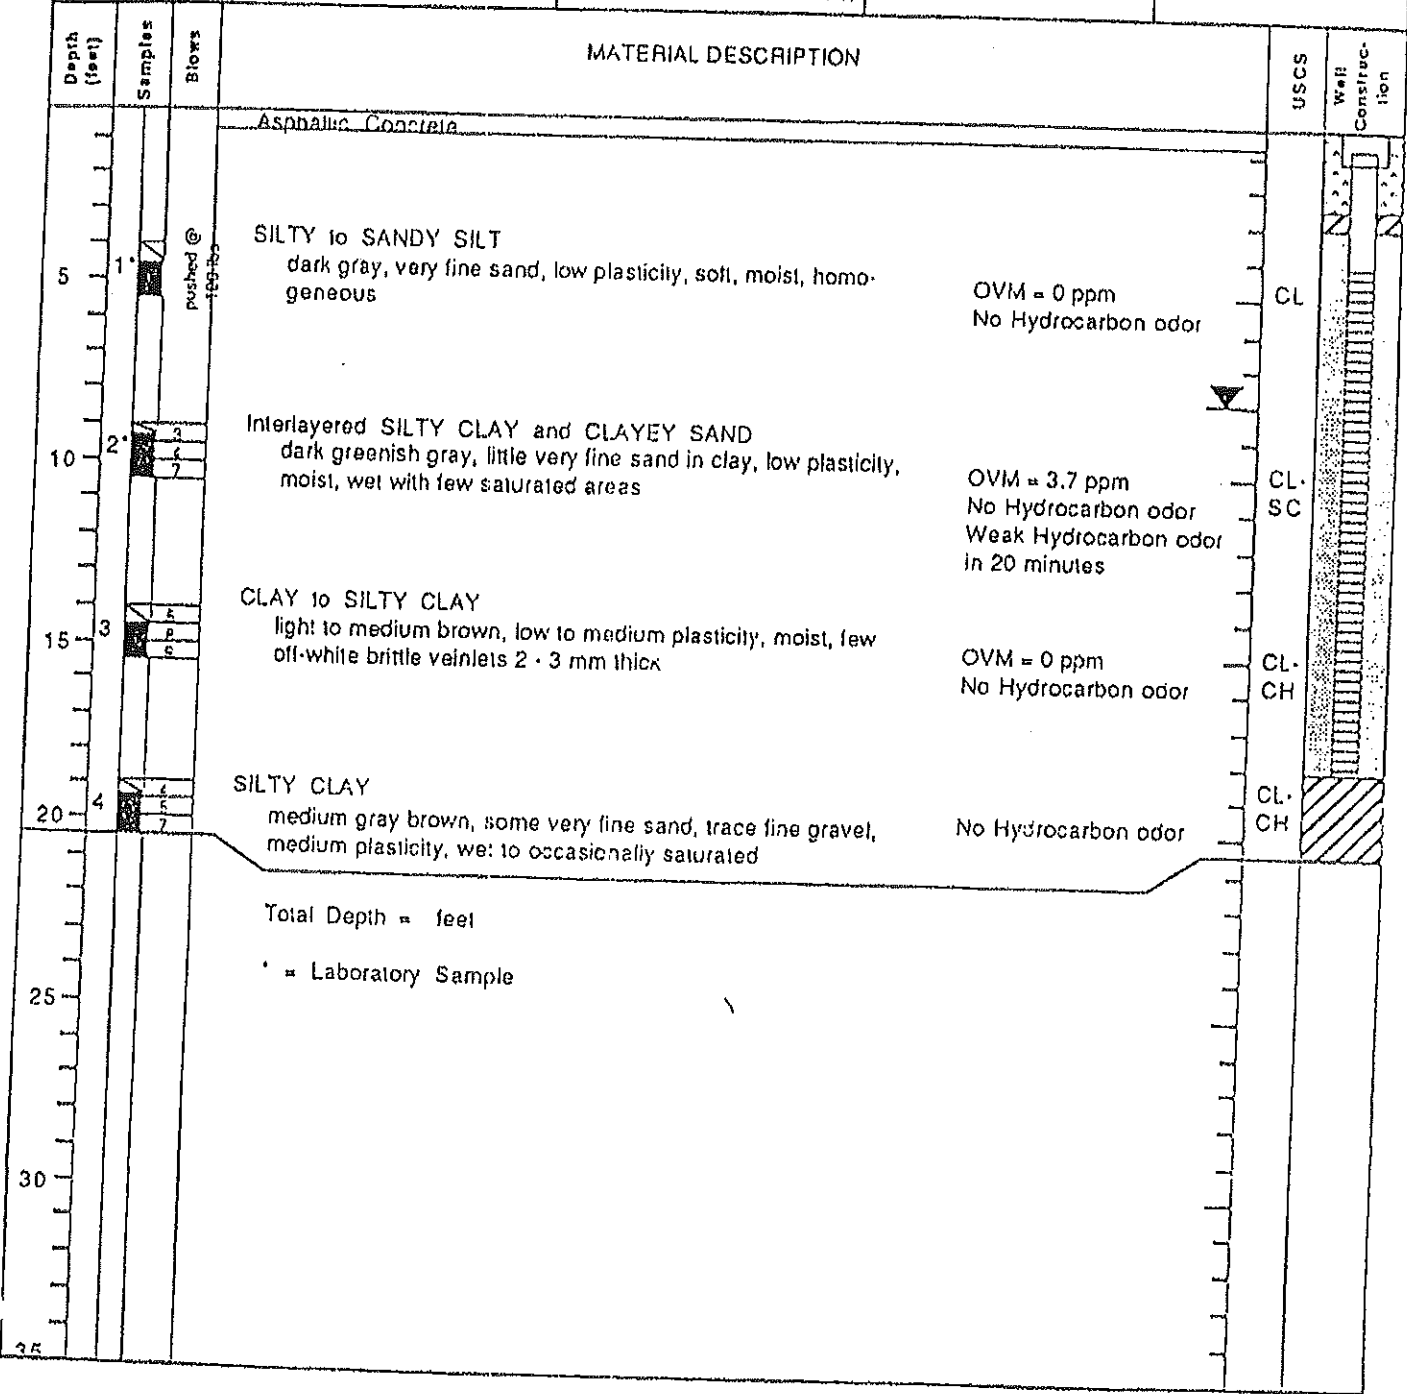 Depth (feet)
Samples
Blows
MATERIAL DESCRIPTION
USCS
Well Construc-tion
Asphaltic Concrete
pushed @
SILTY to SANDY SILT
dark gray, very fine sand, low plasticity, soft, moist, homo-
geneous
5
1*
OVM = 0 ppm
No Hydrocarbon odor
CL
Interlayered SILTY CLAY and CLAYEY SAND
dark greenish gray, little very fine sand in clay, low plasticity,
moist, wet with few saturated areas
10
2*
7
OVM = 3.7 ppm
No Hydrocarbon odor
Weak Hydrocarbon odor
in 20 minutes
CL-
SC
CLAY to SILTY CLAY
light to medium brown, low to medium plasticity, moist, few
off-white brittle veinlets 2 - 3 mm thick
15
3
OVM = 0 ppm
No Hydrocarbon odor
CL-
CH
SILTY CLAY
medium gray brown, some very fine sand, trace fine gravel,
medium plasticity, wet to occasionally saturated
20
4
7
No Hydrocarbon odor
CL-
CH
Total Depth = feet
* = Laboratory Sample
25
30
35